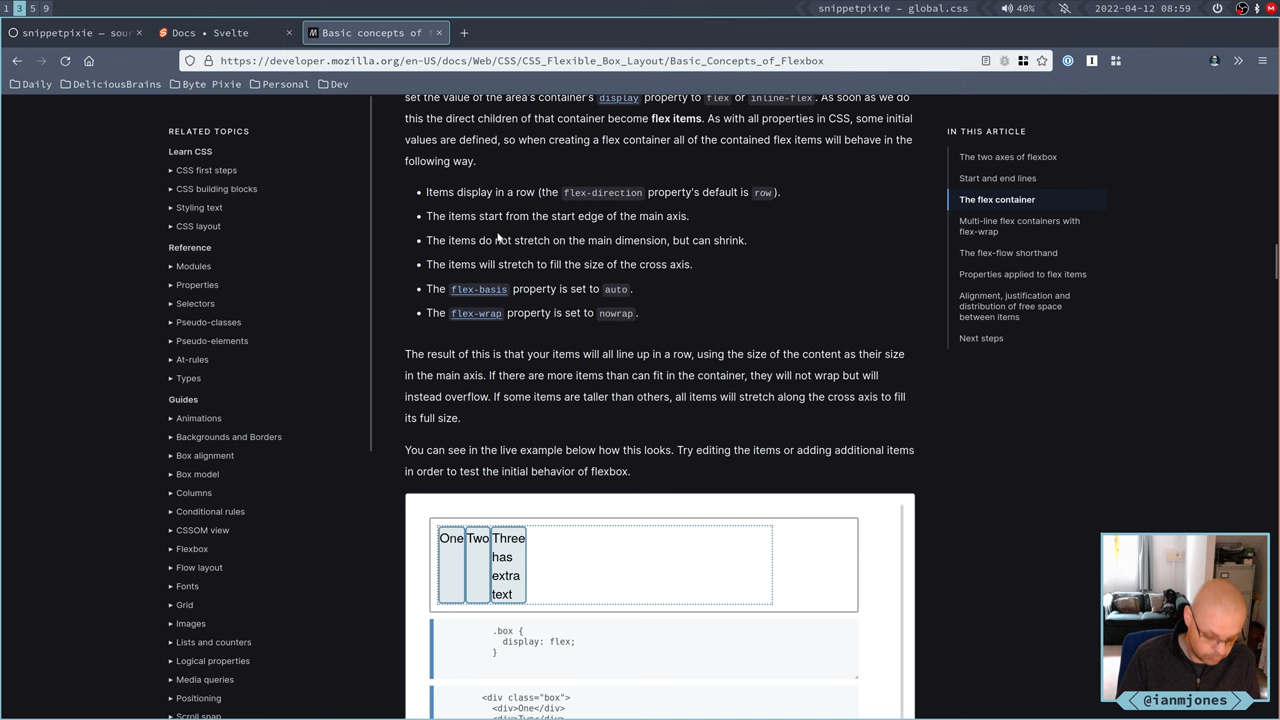 1 3 5 9
snippetpixie – global.css
40%
2022-04-12 08:59
snippetpixie — sou
Docs • Svelte
Basic concepts of f
https://developer.mozilla.org/en-US/docs/Web/CSS/CSS_Flexible_Box_Layout/Basic_Concepts_of_Flexbox
Daily
DeliciousBrains
Byte Pixie
Personal
Dev
RELATED TOPICS
Learn CSS
CSS first steps
CSS building blocks
Styling text
CSS layout
Reference
Modules
Properties
Selectors
Pseudo-classes
Pseudo-elements
At-rules
Types
Guides
Animations
Backgrounds and Borders
Box alignment
Box model
Columns
Conditional rules
CSSOM view
Flexbox
Flow layout
Fonts
Grid
Images
Lists and counters
Logical properties
Media queries
Positioning
Scroll snap
set the value of the area's container's display property to flex or inline-flex. As soon as we do
this the direct children of that container become flex items. As with all properties in CSS, some initial
values are defined, so when creating a flex container all of the contained flex items will behave in the
following way.
• Items display in a row (the flex-direction property's default is row).
• The items start from the start edge of the main axis.
• The items do not stretch on the main dimension, but can shrink.
• The items will stretch to fill the size of the cross axis.
• The flex-basis property is set to auto.
• The flex-wrap property is set to nowrap.
The result of this is that your items will all line up in a row, using the size of the content as their size
in the main axis. If there are more items than can fit in the container, they will not wrap but will
instead overflow. If some items are taller than others, all items will stretch along the cross axis to fill
its full size.
You can see in the live example below how this looks. Try editing the items or adding additional items
in order to test the initial behavior of flexbox.
One
Two
Three
has
extra
text
.box {
display: flex;
}
<div class="box">
<div>One</div>
<div>Two</div>
IN THIS ARTICLE
The two axes of flexbox
Start and end lines
The flex container
Multi-line flex containers with
flex-wrap
The flex-flow shorthand
Properties applied to flex items
Alignment, justification and
distribution of free space
between items
Next steps
@ianmjones